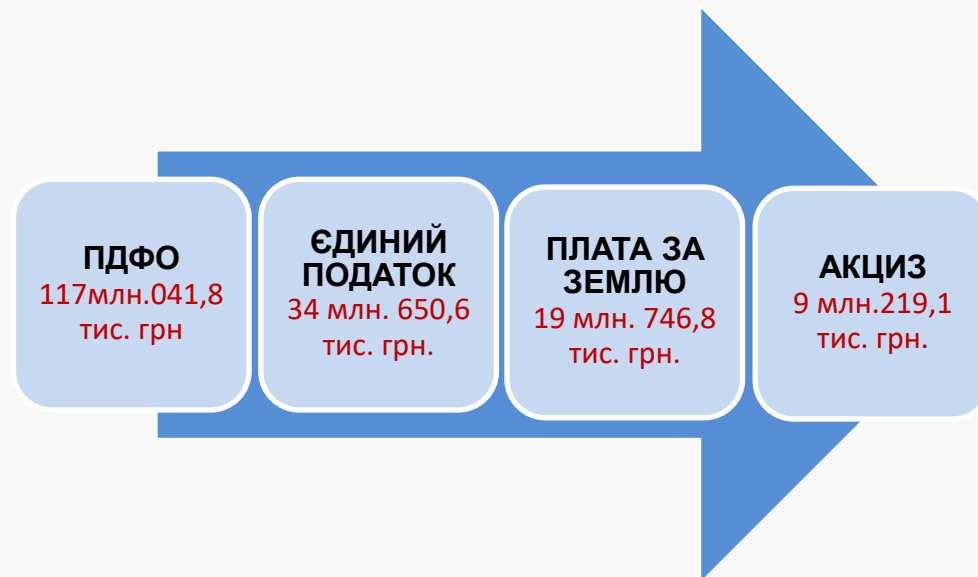 ПДФО
117млн.041,8
тис. грн
ЄДИНИЙ
ПОДАТОК
34 млн. 650,6
тис. грн.
ПЛАТА ЗА
ЗЕМЛЮ
19 млн. 746,8
тис. грн.
АКЦИЗ
9 млн.219,1
тис. грн.